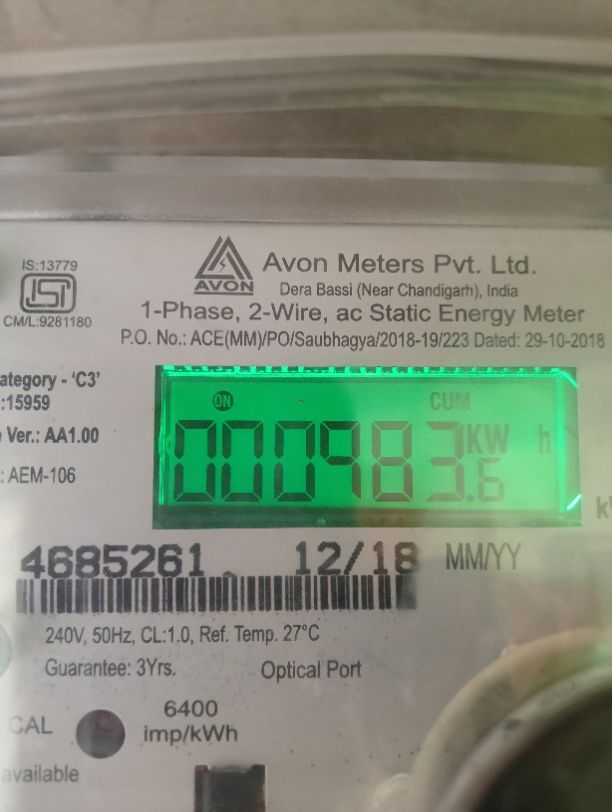 IS:13779
ISI
CM/L:9281180
AVON
Avon Meters Pvt. Ltd.
Dera Bassi (Near Chandigarh), India
1-Phase, 2-Wire, ac Static Energy Meter
P.O. No.: ACE(MM)/PO/Saubhagya/2018-19/223 Dated: 29-10-2018
ategory - 'C3'
:15959
Ver.: AA1.00
: AEM-106
ON CUM
000983.6 KW h
k
4685261 12/18 MM/YY
240V, 50Hz, CL:1.0, Ref. Temp. 27°C
Guarantee: 3Yrs. Optical Port
CAL 6400
imp/kWh
available